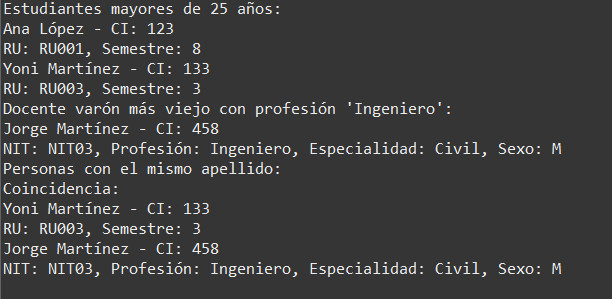 Estudiantes mayores de 25 años:
Ana López - CI: 123
RU: RU001, Semestre: 8
Yoni Martínez - CI: 133
RU: RU003, Semestre: 3
Docente varón más viejo con profesión 'Ingeniero':
Jorge Martínez - CI: 458
NIT: NIT03, Profesión: Ingeniero, Especialidad: Civil, Sexo: M
Personas con el mismo apellido:
Coincidencia:
Yoni Martínez - CI: 133
RU: RU003, Semestre: 3
Jorge Martínez - CI: 458
NIT: NIT03, Profesión: Ingeniero, Especialidad: Civil, Sexo: M